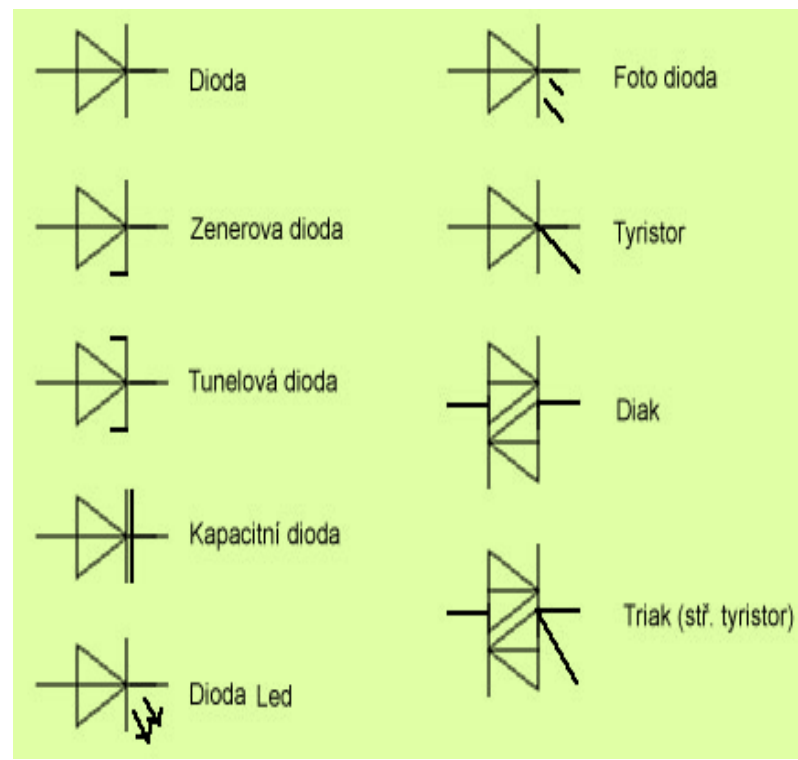 Dioda
Zenerova dioda
Tunelová dioda
Kapacitní dioda
Dioda Led
Foto dioda
Tyristor
Diak
Triak (stř. tyristor)